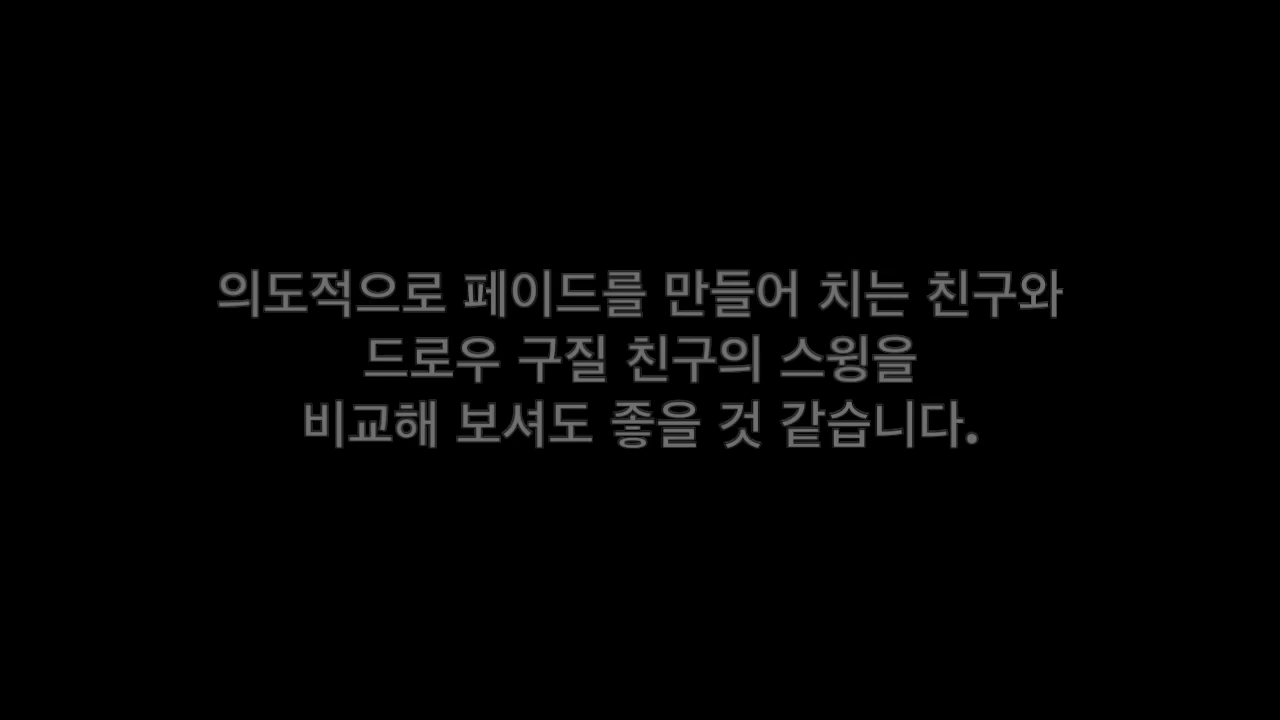 의도적으로 페이드를 만들어 치는 친구와
드로우 구질 친구의 스윙을
비교해 보셔도 좋을 것 같습니다.